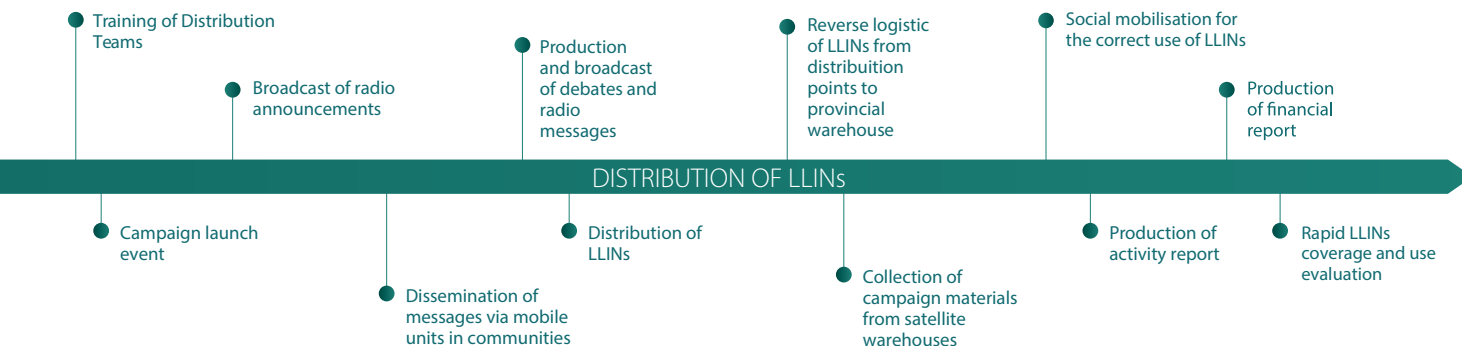 Training of Distribution
Teams
Broadcast of radio
announcements
Production
and broadcast
of debates and
radio
messages
Reverse logistic
of LLINs from
distribuition
points to
provincial
warehouse
Social mobilisation for
the correct use of LLINs
Production
of financial
report
DISTRIBUTION OF LLINs
Campaign launch
event
Dissemination of
messages via mobile
units in communities
Distribution of
LLINs
Collection of
campaign materials
from satellite
warehouses
Production of
activity report
Rapid LLINs
coverage and use
evaluation